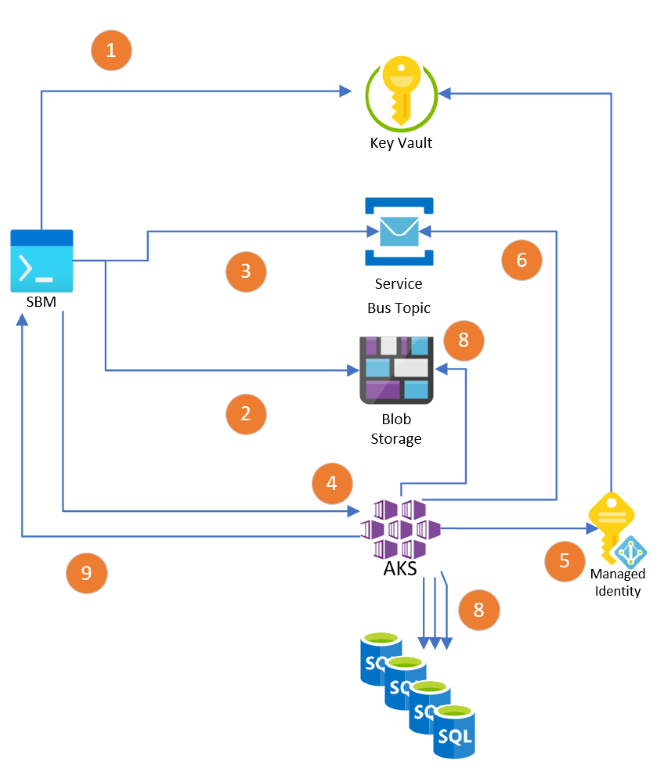 1
Key Vault
SBM
3
6
Service
Bus Topic
8
2
Blob
Storage
4
AKS
5
Managed
Identity
9
8
SQL
SQL
SQL
SQL